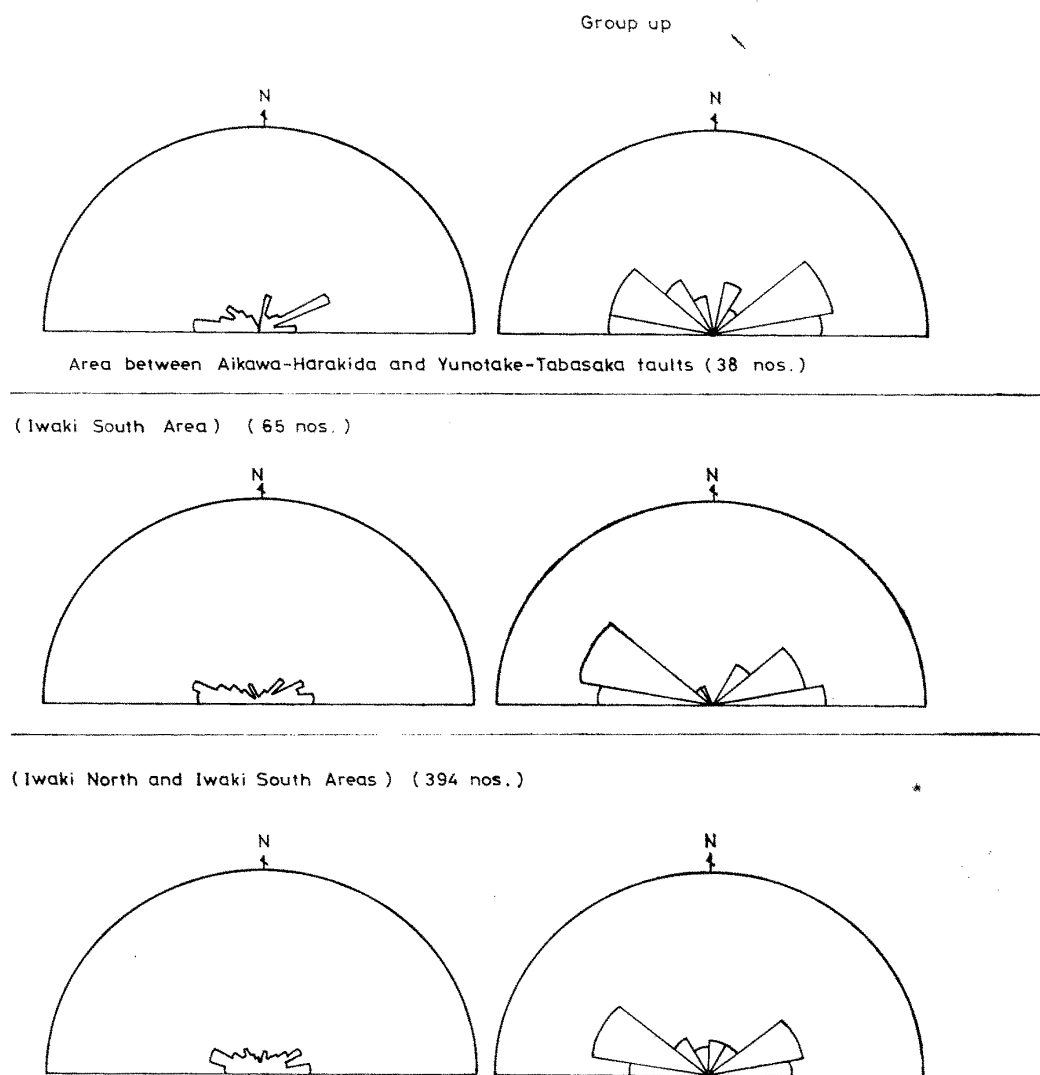 Group up
N
N
Area between Aikawa-Harakida and Yunotake-Tabasaka taults (38 nos.)
(Iwaki South Area) (65 nos.)
N
N
(Iwaki North and Iwaki South Areas) (394 nos.)
N
N